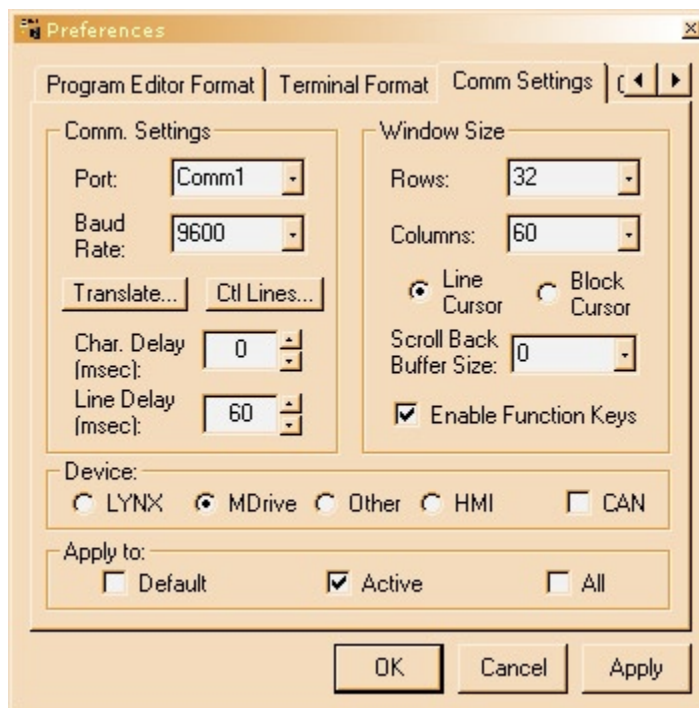 Preferences
Program Editor Format
Terminal Format
Comm Settings
Comm. Settings
Port:
Comm1
Baud
Rate:
9600
Translate...
Ctl Lines...
Char. Delay
(msec):
0
Line Delay
(msec):
60
Window Size
Rows:
32
Columns:
60
Line
Cursor
Block
Cursor
Scroll Back
Buffer Size:
0
Enable Function Keys
Device:
LYNX
MDrive
Other
HMI
CAN
Apply to:
Default
Active
All
OK
Cancel
Apply